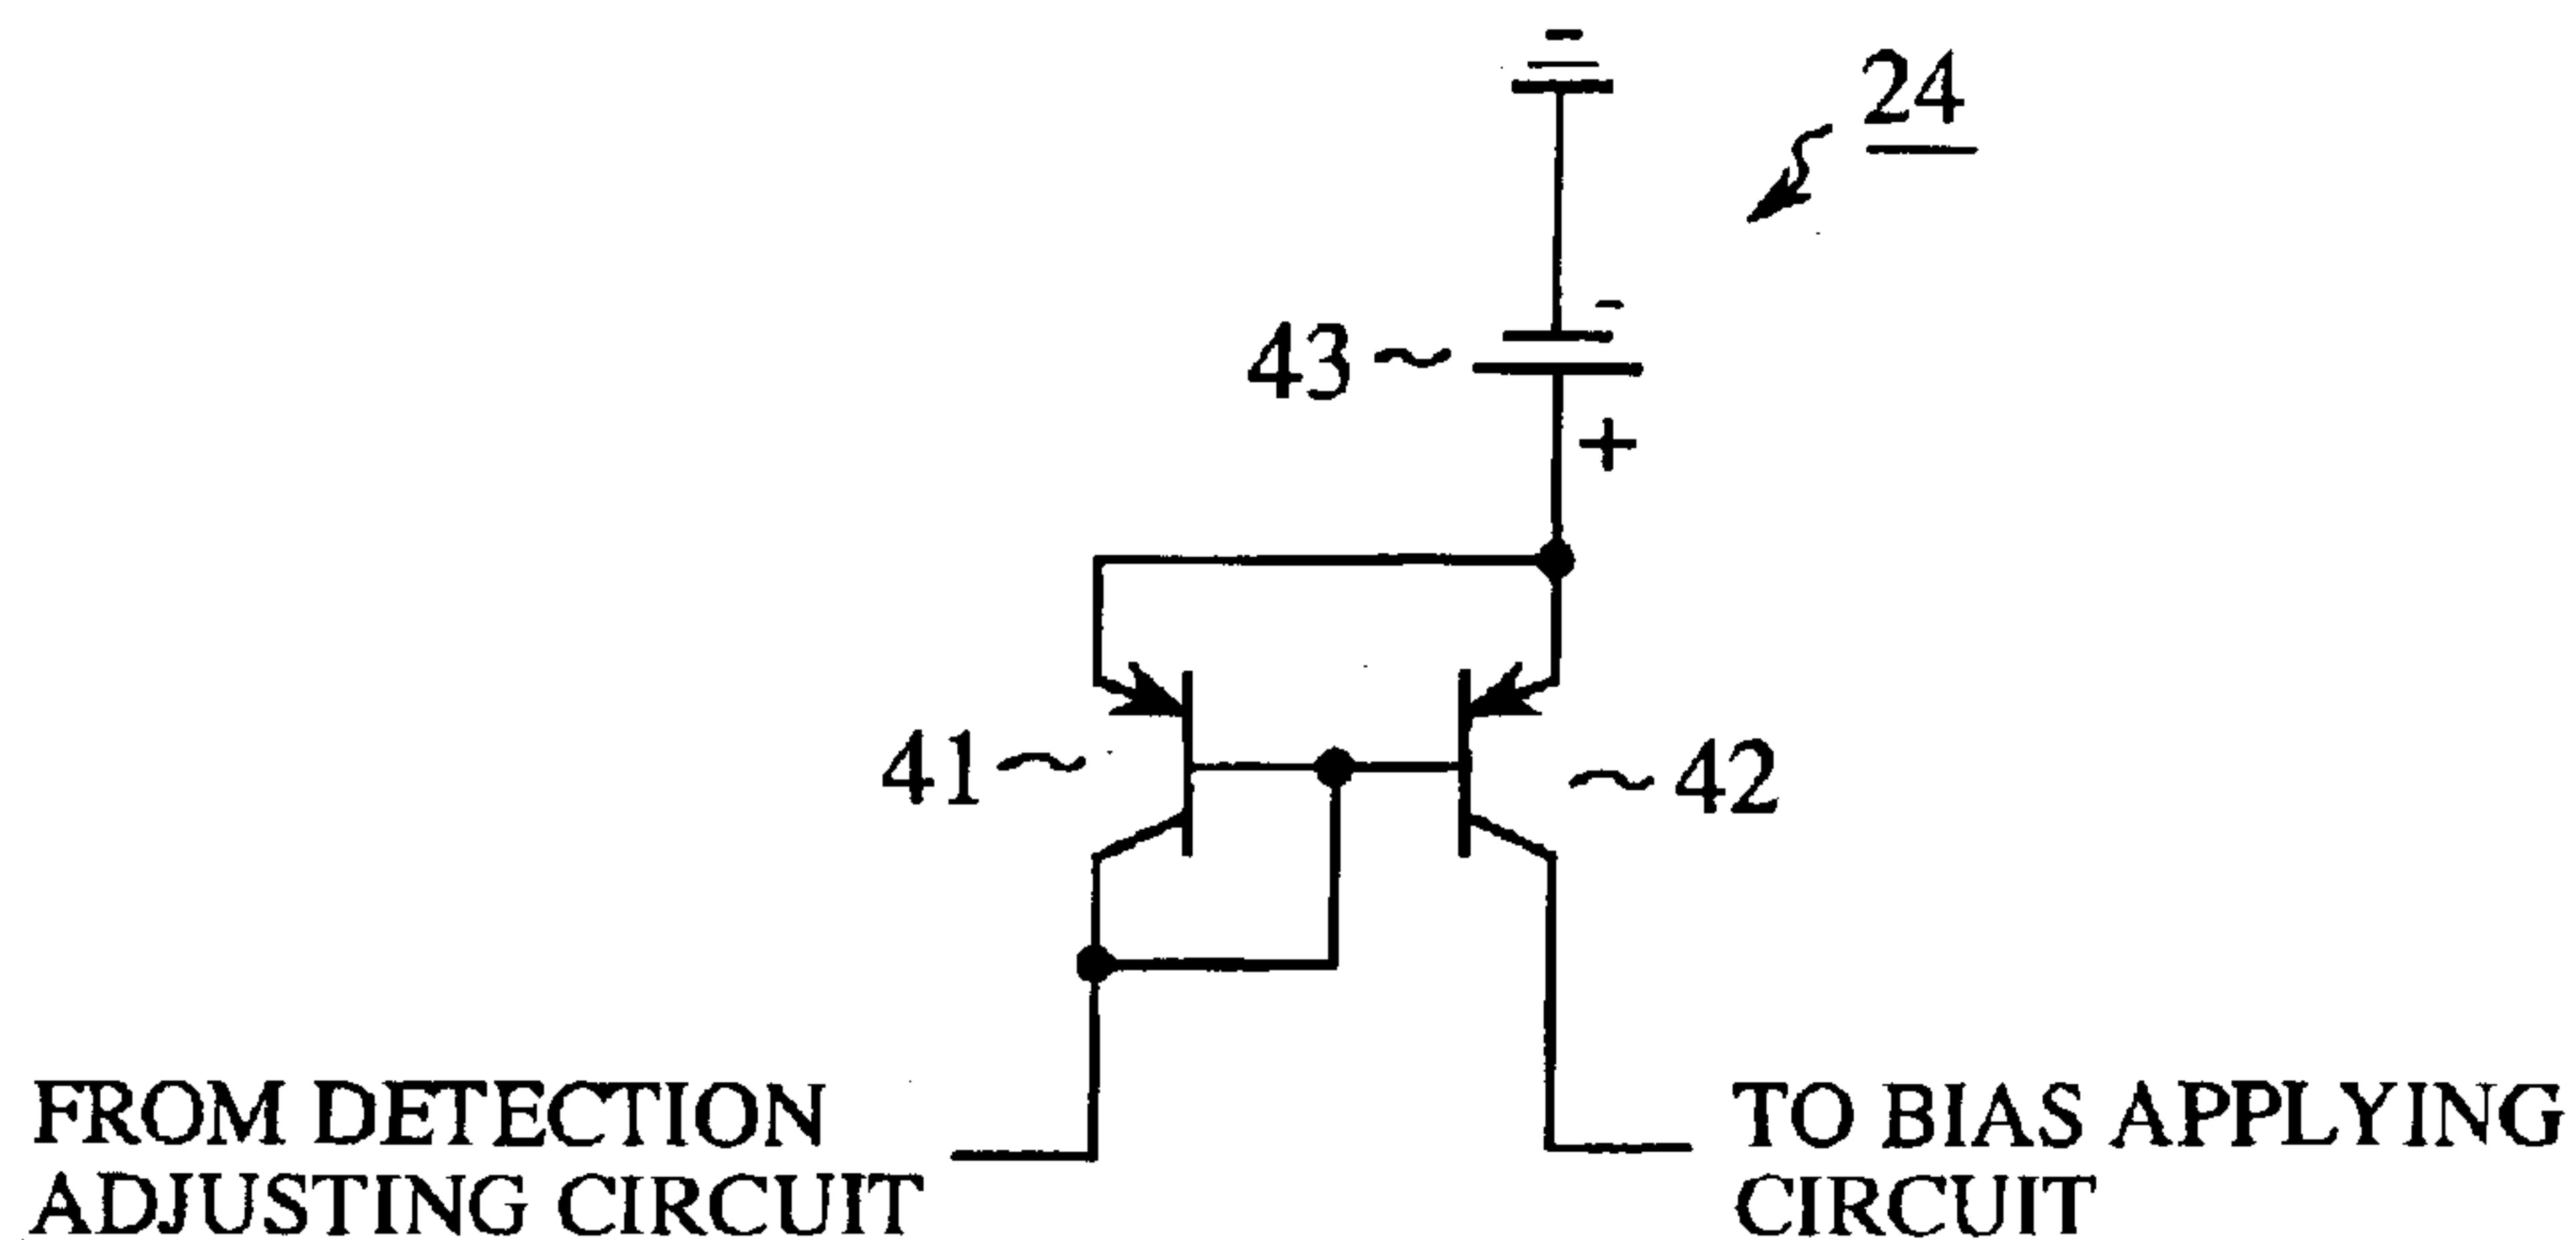 24
-
43
+
41
42
FROM DETECTION
ADJUSTING CIRCUIT
TO BIAS APPLYING
CIRCUIT